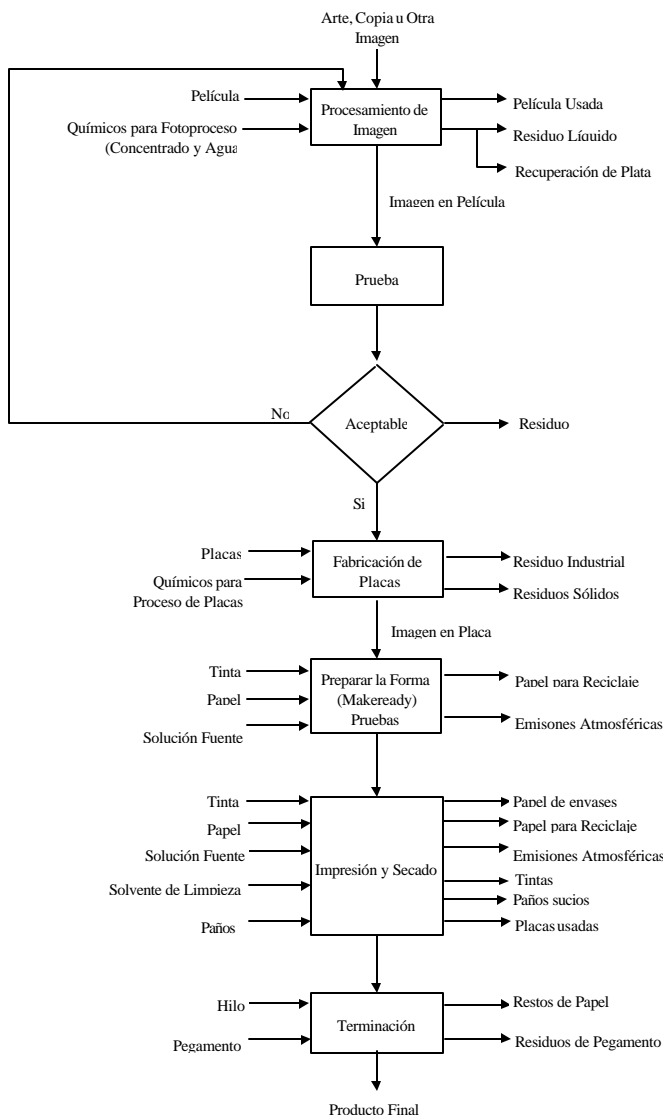 Arte, Copia u Otra
Imagen
Película
Químicos para Fotoproceso
(Concentrado y Agua
Procesamiento de
Imagen
Película Usada
Residuo Líquido
Recuperación de Plata
Imagen en Película
Prueba
No
Aceptable
Residuo
Si
Placas
Químicos para
Proceso de Placas
Fabricación de
Placas
Residuo Industrial
Residuos Sólidos
Imagen en Placa
Tinta
Papel
Solución Fuente
Preparar la Forma
(Makeready)
Pruebas
Papel para Reciclaje
Emisones Atmosféricas
Tinta
Papel
Solución Fuente
Solvente de Limpieza
Paños
Impresión y Secado
Papel de envases
Papel para Reciclaje
Emisiones Atmosféricas
Tintas
Paños sucios
Placas usadas
Hilo
Pegamento
Terminación
Restos de Papel
Residuos de Pegamento
Producto Final